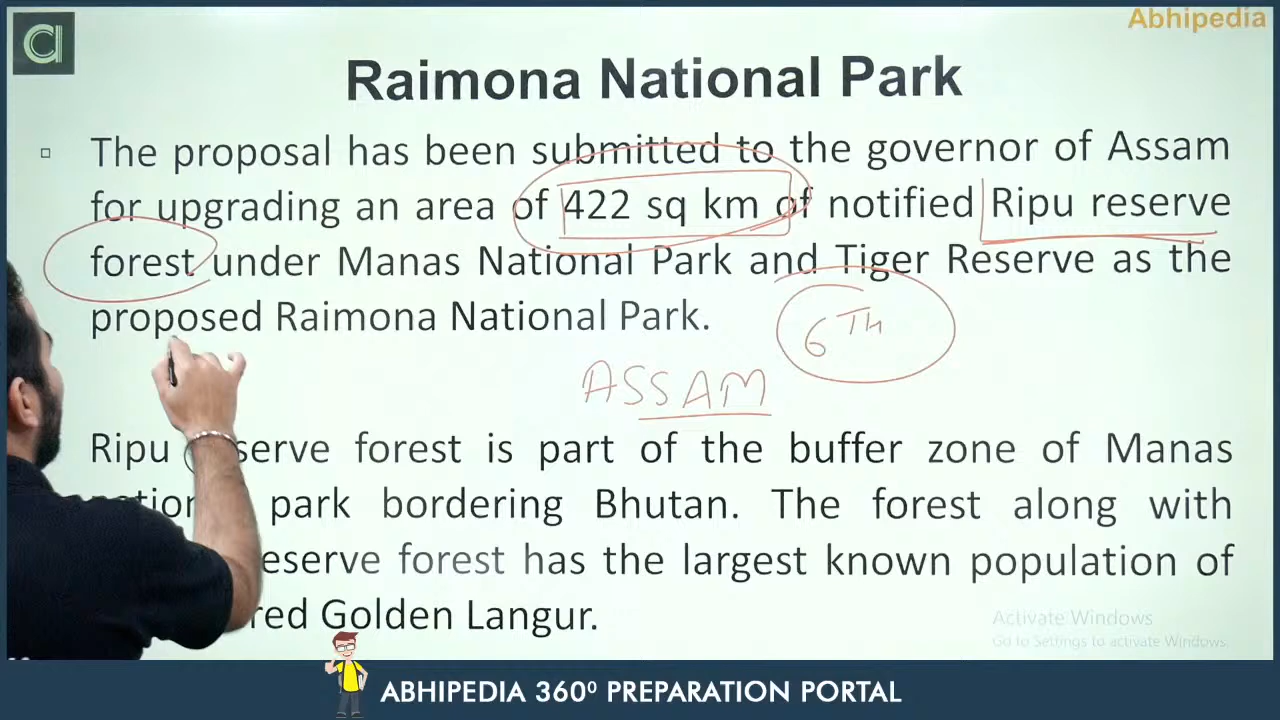 Abhipedia
Raimona National Park
The proposal has been submitted to the governor of Assam
for upgrading an area of 422 sq km of notified Ripu reserve
forest under Manas National Park and Tiger Reserve as the
proposed Raimona National Park.
6TH
ASSAM
Ripu serve forest is part of the buffer zone of Manas
park bordering Bhutan. The forest along with
eserve forest has the largest known population of
red Golden Langur.
Activate Windows
Go to Settings to activate Windows.
ABHIPEDIA 360⁰ PREPARATION PORTAL